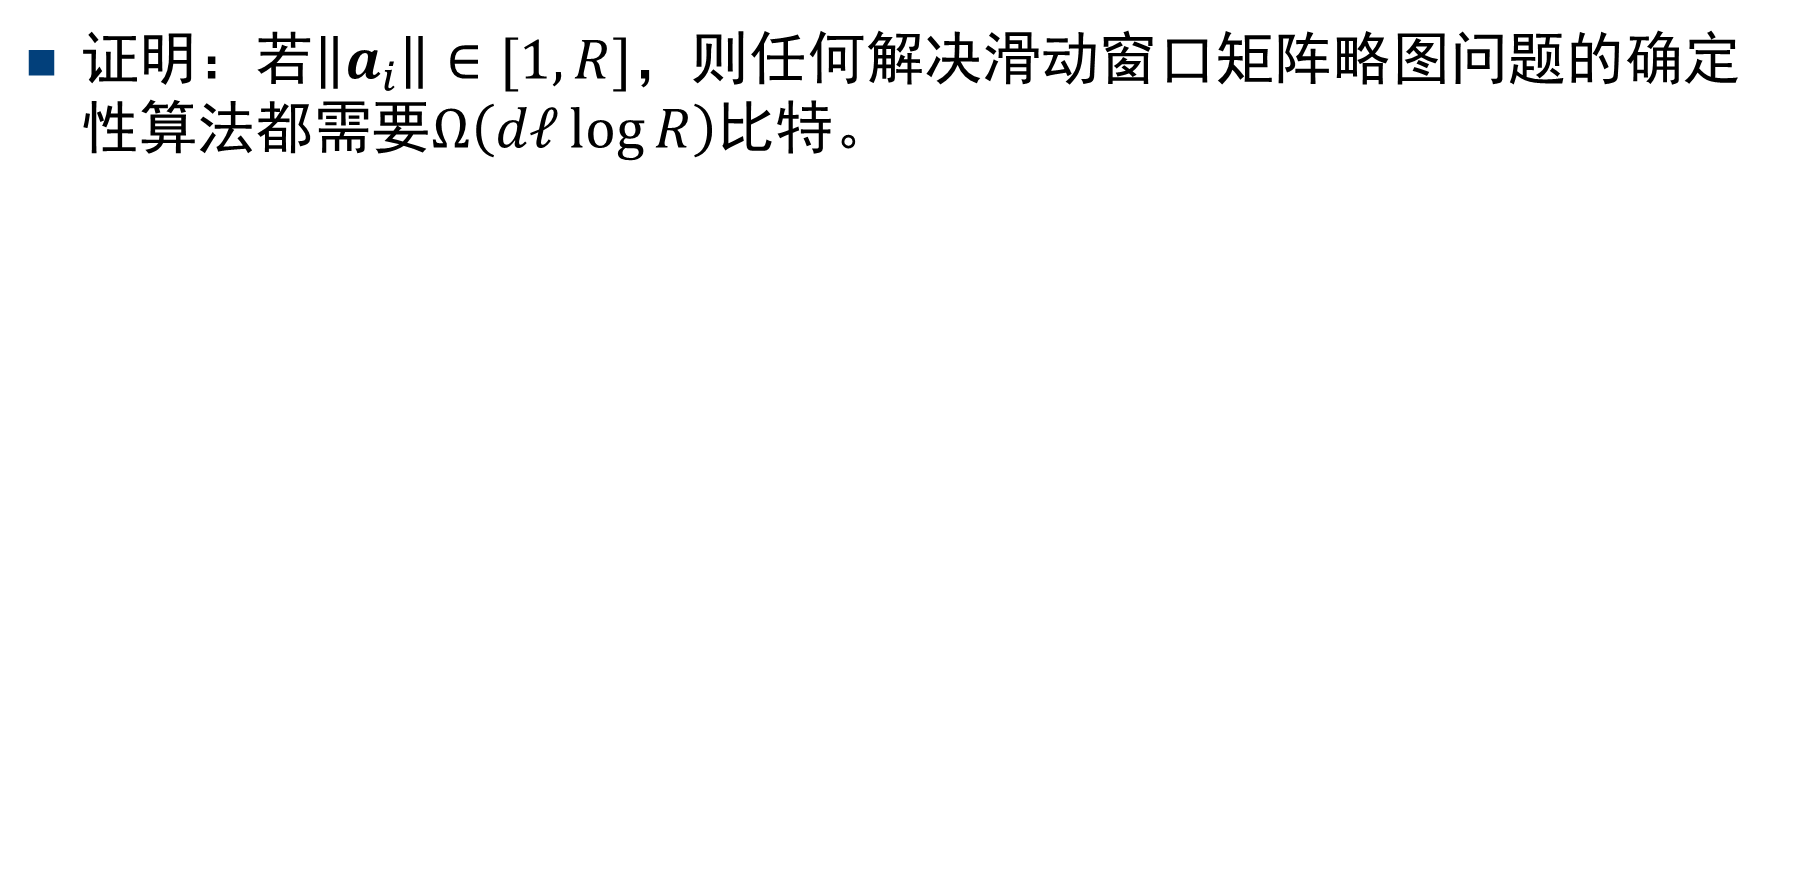 ■ 证明：若‖𝒂ᵢ‖ ∈ [1, R]，则任何解决滑动窗口矩阵略图问题的确定
性算法都需要Ω(dℓ log R)比特。